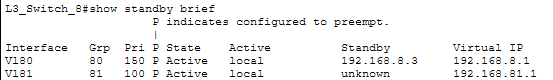 L3_Switch_8#show standby brief
                     P indicates configured to preempt.
                     |
Interface   Grp  Pri P State   Active          Standby         Virtual IP
Vl80        80   150 P Active  local           192.168.8.3     192.168.8.1
Vl81        81   100 P Active  local           unknown         192.168.81.1